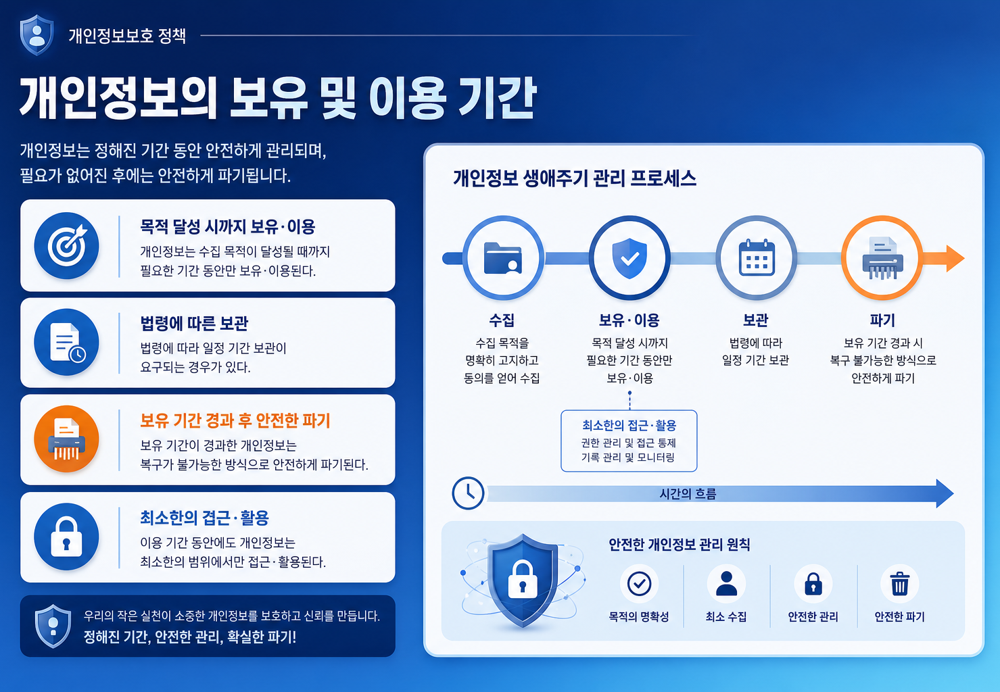 개인정보보호 정책
개인정보의 보유 및 이용 기간
개인정보는 정해진 기간 동안 안전하게 관리되며,
필요가 없어진 후에는 안전하게 파기됩니다.
목적 달성 시까지 보유·이용
개인정보는 수집 목적이 달성될 때까지
필요한 기간 동안만 보유·이용된다.
법령에 따른 보관
법령에 따라 일정 기간 보관이
요구되는 경우가 있다.
보유 기간 경과 후 안전한 파기
보유 기간이 경과한 개인정보는
복구가 불가능한 방식으로 안전하게 파기된다.
최소한의 겹근·활용
이용 기간 동안에도 개인정보는
최소한의 범위에서만 접근·활용된다.
우리의 작은 실천이 소중한 개인정보를 보호하고 신뢰를 만듭니다.
정해진 기간, 안전한 관리, 확실한 파기!
개인정보 생애주기 관리 프로세스
수집
수집 목적을
명확히 고지하고
동의를 얻어 수집
보유·이용
목적 달성 시까지
필요한 기간 동안만
보유·이용
보관
법령에 따라
일정 기간 보관
파기
보유 기간 경과 시
복구 불가능한 방식으로
안전하게 파기
최소한의 접근·활용
권한 관리 및 접근 통제
기록 관리 및 모니터링
시간의 흐름
안전한 개인정보 관리 원칙
목적의 명확성
최소 수집
안전한 관리
안전한 파기